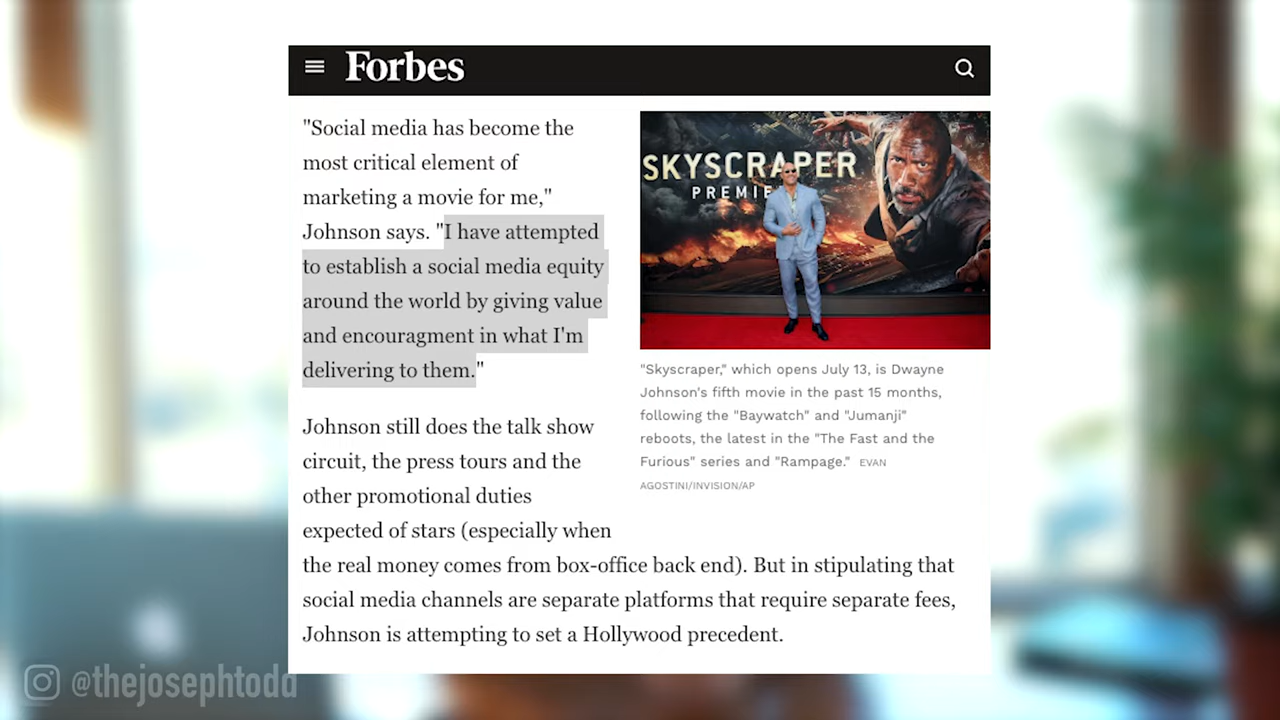 Forbes
"Social media has become the
most critical element of
marketing a movie for me,"
Johnson says. "I have attempted
to establish a social media equity
around the world by giving value
and encouragment in what I'm
delivering to them."
Johnson still does the talk show
circuit, the press tours and the
other promotional duties
expected of stars (especially when
the real money comes from box-office back end). But in stipulating that
social media channels are separate platforms that require separate fees,
Johnson is attempting to set a Hollywood precedent.
SKYSCRAPER
PREMIE
"Skyscraper," which opens July 13, is Dwayne
Johnson's fifth movie in the past 15 months,
following the "Baywatch" and "Jumanji"
reboots, the latest in the "The Fast and the
Furious" series and "Rampage." EVAN
AGOSTINI/INVISION/AP
@thejosephtodd